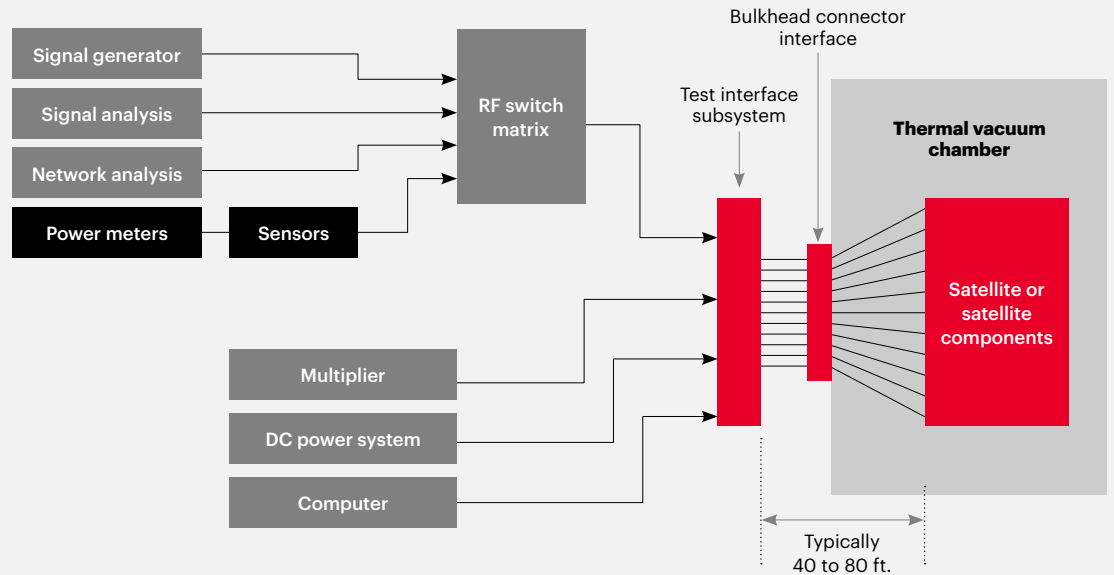 Bulkhead connector
interface
Signal generator
Signal analysis
Network analysis
Power meters
Sensors
RF switch
matrix
Test interface
subsystem
Thermal vacuum
chamber
Satellite or
satellite
components
Multiplier
DC power system
Computer
Typically
40 to 80 ft.